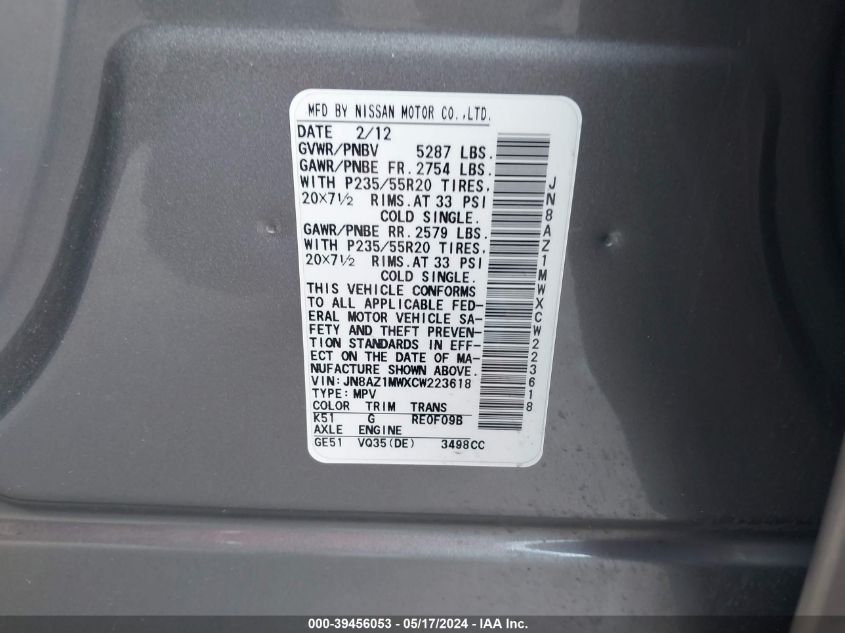 MFD BY NISSAN MOTOR CO.,LTD.
DATE 2/12
GVWR/PNBV 5287 LBS.
GAWR/PNBE FR. 2754 LBS.
WITH P235/55R20 TIRES,
20×7½ RIMS.AT 33 PSI
COLD SINGLE.
GAWR/PNBE RR. 2579 LBS.
WITH P235/55R20 TIRES,
20×7½ RIMS.AT 33 PSI
COLD SINGLE.
THIS VEHICLE CONFORMS
TO ALL APPLICABLE FED-
ERAL MOTOR VEHICLE SA-
FETY AND THEFT PREVEN-
TION STANDARDS IN EFF-
ECT ON THE DATE OF MA-
NUFACTURE SHOWN ABOVE.
VIN:JN8AZ1MWXCW223618
TYPE:MPV
COLOR TRIM TRANS
K51 G RE0F09B
AXLE ENGINE
GE51 VQ35(DE) 3498CC
JN8AZ1MWXCW223618
000-39456053 - 05/17/2024 - IAA Inc.